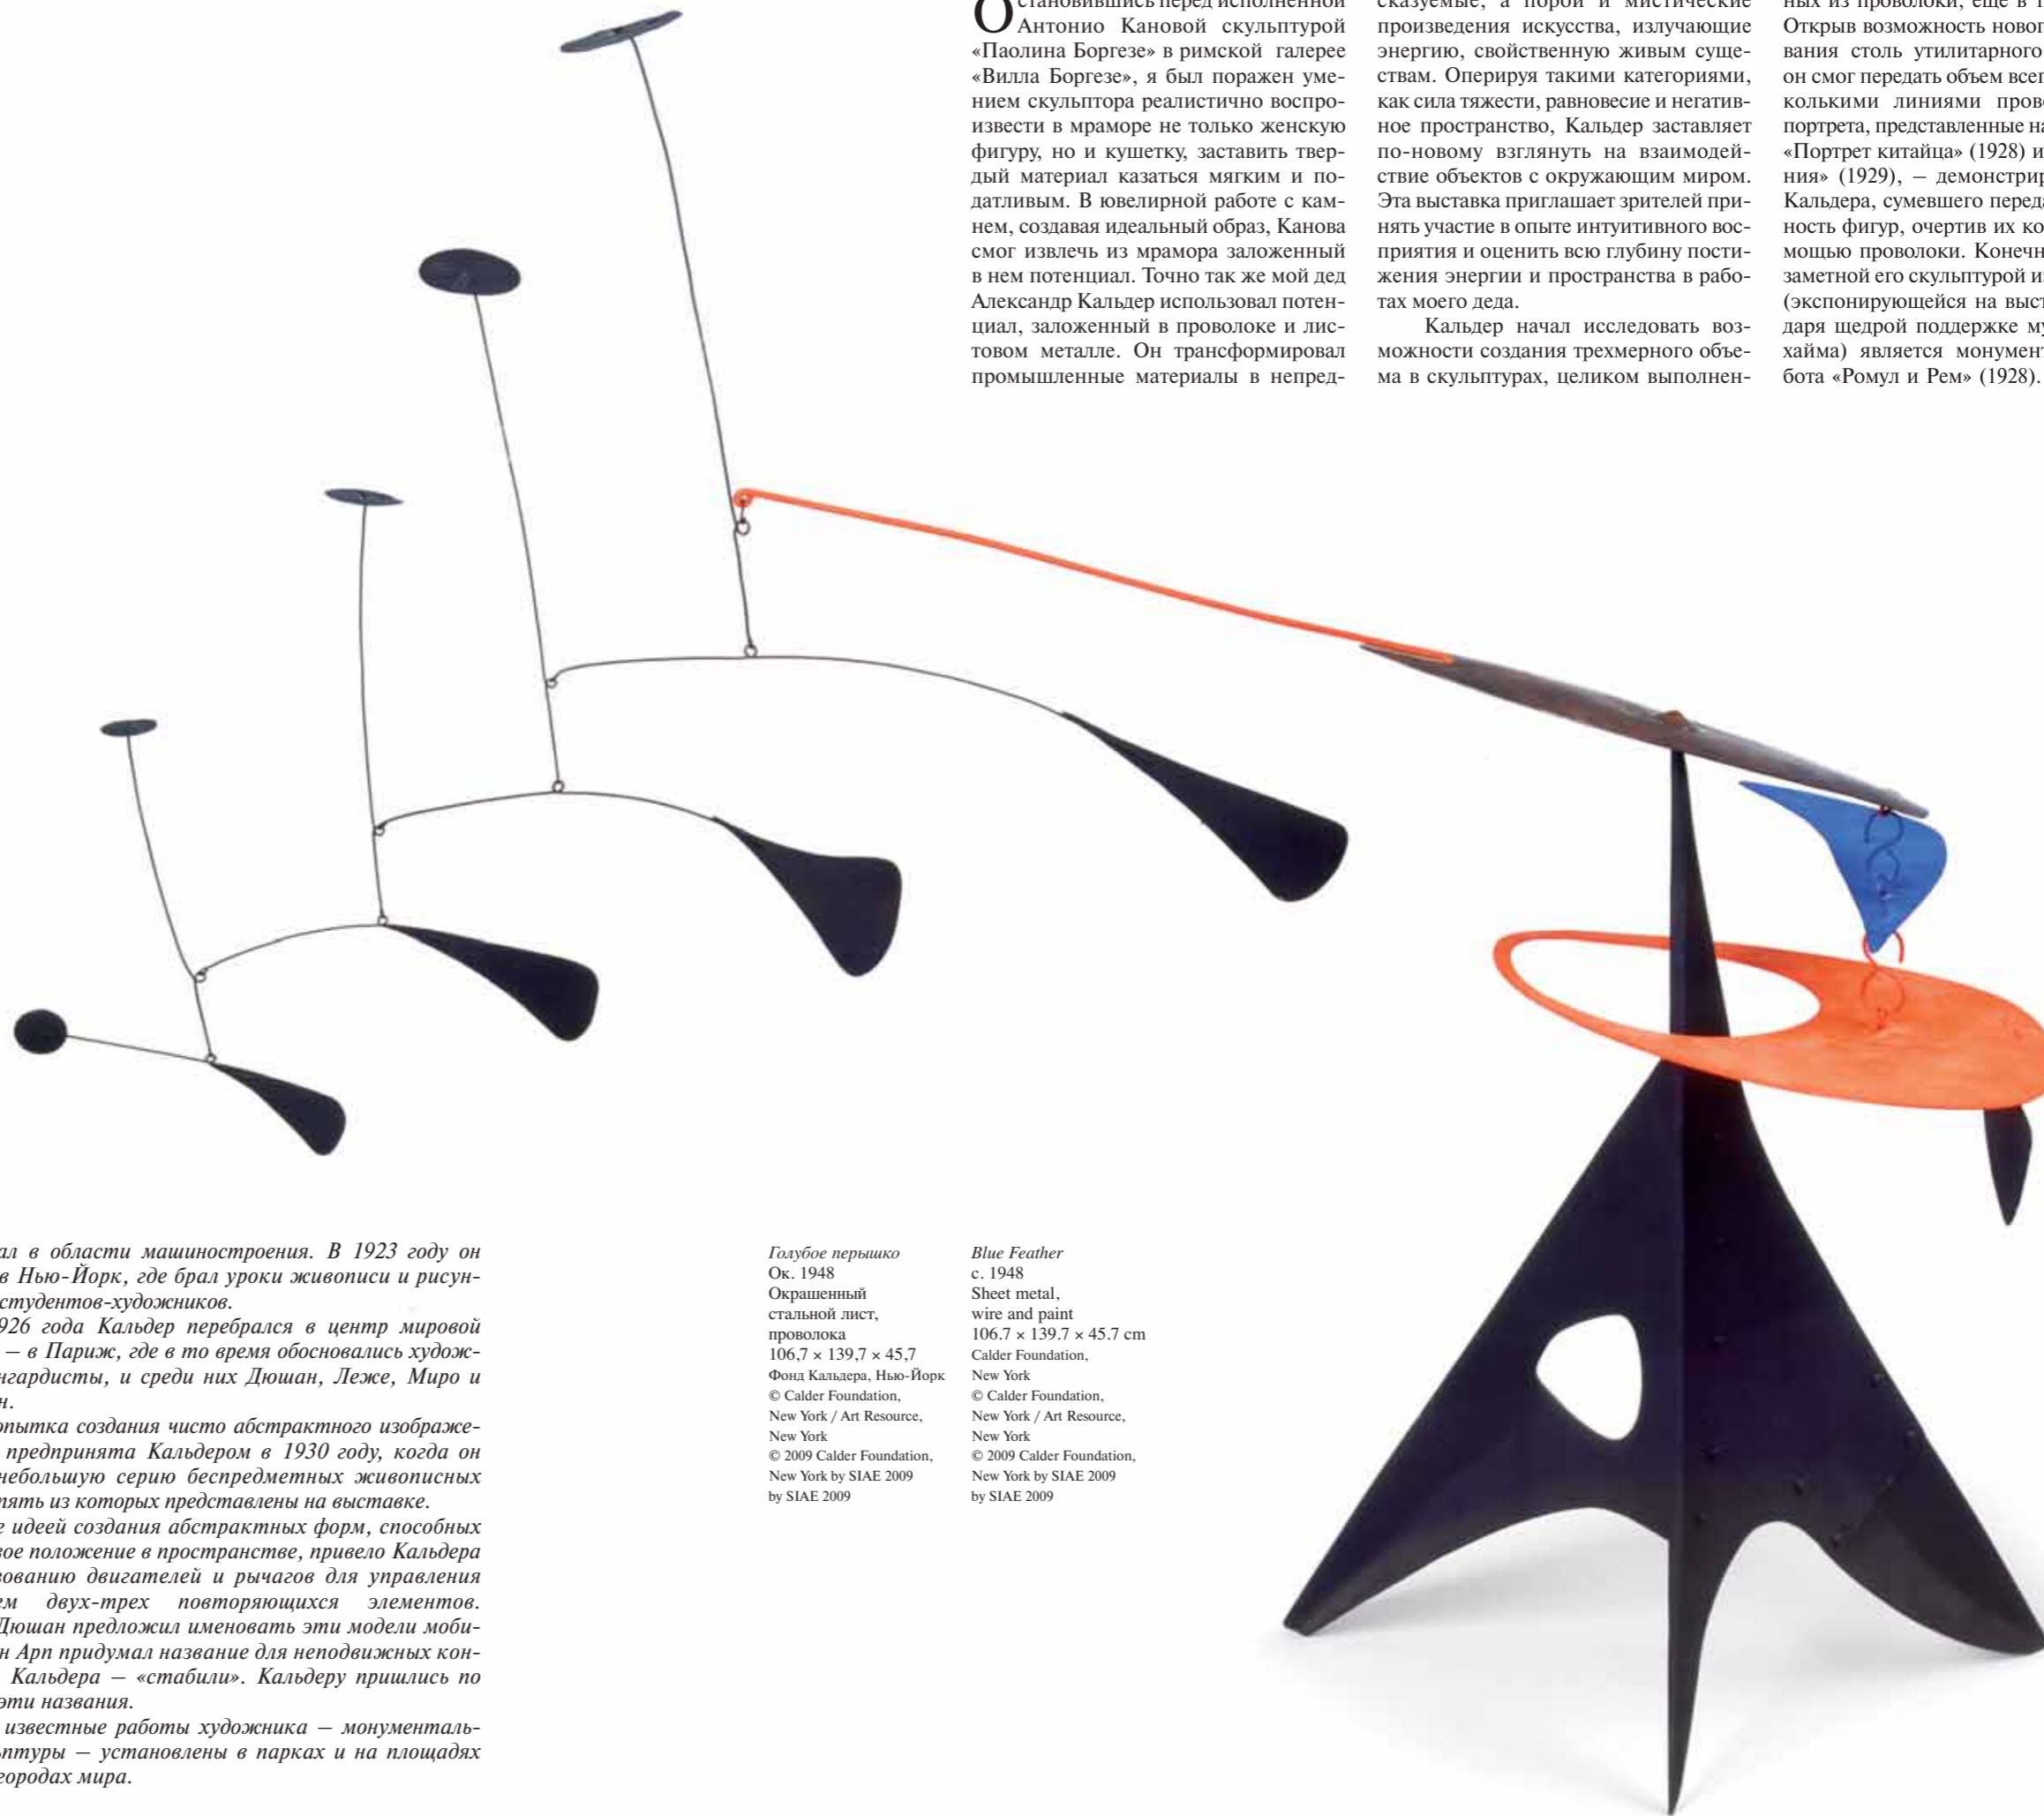 Остановившись перед исполненной
Антонио Кановой скульптурой
«Паолина Боргезе» в римской галерее
«Вилла Боргезе», я был поражен уме-
нием скульптора реалистично воспро-
извести в мраморе не только женскую
фигуру, но и кушетку, заставить твер-
дый материал казаться мягким и по-
датливым. В ювелирной работе с кам-
нем, создавая идеальный образ, Канова
смог извлечь из мрамора заложенный
в нем потенциал. Точно так же мой дед
Александр Кальдер использовал потен-
циал, заложенный в проволоке и лис-
товом металле. Он трансформировал
промышленные материалы в непред-
сказуемые, а порой и мистические
произведения искусства, излучающие
энергию, свойственную живым суще-
ствам. Оперируя такими категориями,
как сила тяжести, равновесие и негатив-
ное пространство, Кальдер заставляет
по-новому взглянуть на взаимодей-
ствие объектов с окружающим миром.
Эта выставка приглашает зрителей при-
нять участие в опыте интуитивного вос-
приятия и оценить всю глубину пости-
жения энергии и пространства в рабо-
тах моего деда.
Кальдер начал исследовать воз-
можности создания трехмерного объе-
ма в скульптурах, целиком выполнен-
ных из проволоки, еще в
Открыв возможность новог
вания столь утилитарного
он смог передать объем всег
колькими линиями пров
портрета, представленные на
«Портрет китайца» (1928) и
ния» (1929), – демонстрир
Кальдера, сумевшего переда
ность фигур, очертив их ко
мощью проволоки. Конечн
заметной его скульптурой и
(экспонирующейся на выст
даря щедрой поддержке му
хайма) является монумент
бота «Ромул и Рем» (1928).
ал в области машиностроения. В 1923 году он
в Нью-Йорк, где брал уроки живописи и рисун-
студентов-художников.
926 года Кальдер перебрался в центр мировой
– в Париж, где в то время обосновались худож-
нгардисты, и среди них Дюшан, Леже, Миро и
н.
опытка создания чисто абстрактного изображе-
предпринята Кальдером в 1930 году, когда он
небольшую серию беспредметных живописных
пять из которых представлены на выставке.
е идеей создания абстрактных форм, способных
вое положение в пространстве, привело Кальдера
зованию двигателей и рычагов для управления
ем двух-трех повторяющихся элементов.
Дюшан предложил именовать эти модели моби-
н Арп придумал название для неподвижных кон-
Кальдера – «стабили». Кальдеру пришлись по
эти названия.
известные работы художника – монументаль-
ьптуры – установлены в парках и на площадях
городах мира.
Голубое перышко
Ок. 1948
Окрашенный
стальной лист,
проволока
106,7 × 139,7 × 45,7
Фонд Кальдера, Нью-Йорк
© Calder Foundation,
New York / Art Resource,
New York
© 2009 Calder Foundation,
New York by SIAE 2009
by SIAE 2009
Blue Feather
c. 1948
Sheet metal,
wire and paint
106.7 × 139.7 × 45.7 cm
Calder Foundation,
New York
© Calder Foundation,
New York / Art Resource,
New York
© 2009 Calder Foundation,
New York by SIAE 2009
by SIAE 2009